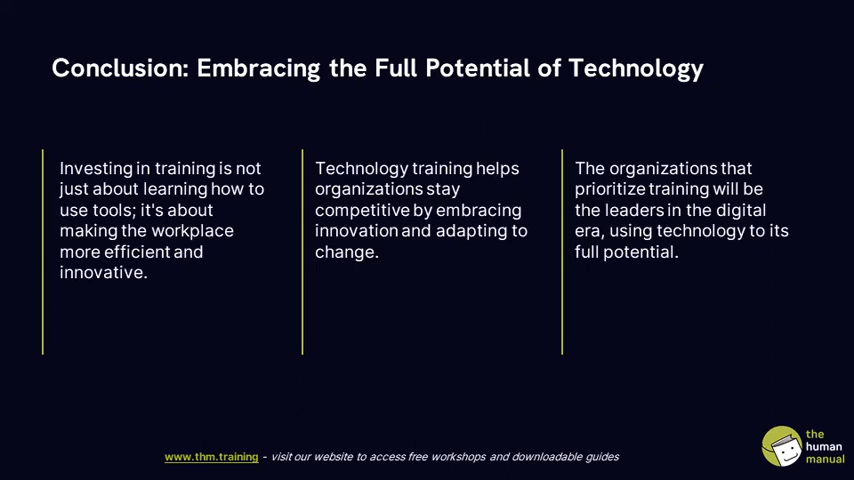 Conclusion: Embracing the Full Potential of Technology
Investing in training is not
just about learning how to
use tools; it's about
making the workplace
more efficient and
innovative.
Technology training helps
organizations stay
competitive by embracing
innovation and adapting to
change.
The organizations that
prioritize training will be
the leaders in the digital
era, using technology to its
full potential.
www.thm.training - visit our website to access free workshops and downloadable guides
the
human
manual